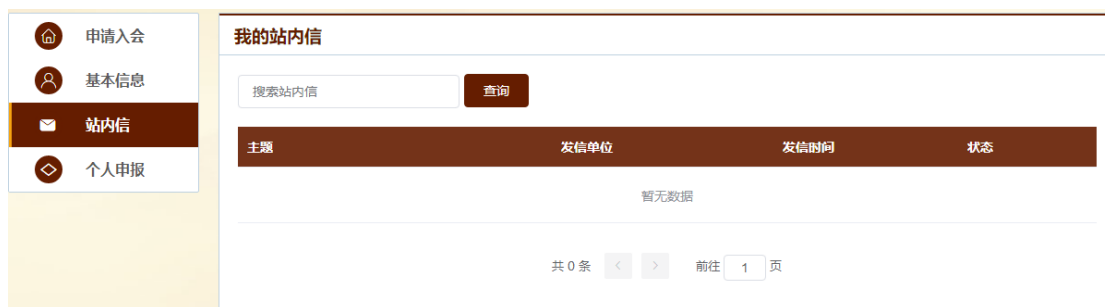 申请入会
基本信息
站内信
个人申报
我的站内信
搜索站内信 查询
主题 发信单位 发信时间 状态
暂无数据
共 0 条 < > 前往 1 页